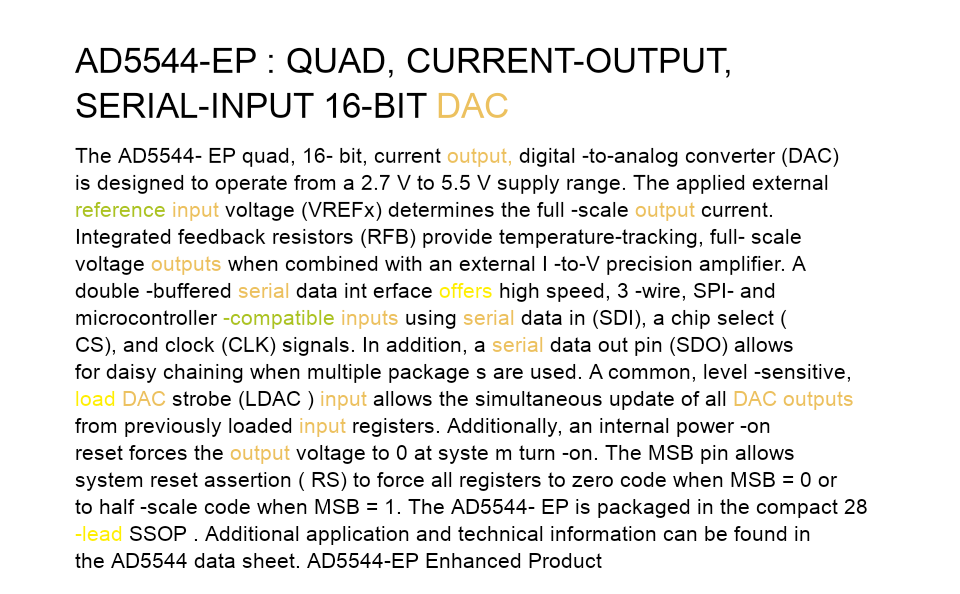 AD5544-EP : QUAD, CURRENT-OUTPUT,
SERIAL-INPUT 16-BIT DAC
The AD5544- EP quad, 16- bit, current output, digital -to-analog converter (DAC)
is designed to operate from a 2.7 V to 5.5 V supply range. The applied external
reference input voltage (VREFx) determines the full -scale output current.
Integrated feedback resistors (RFB) provide temperature-tracking, full- scale
voltage outputs when combined with an external I -to-V precision amplifier. A
double -buffered serial data int erface offers high speed, 3 -wire, SPI- and
microcontroller -compatible inputs using serial data in (SDI), a chip select (
CS), and clock (CLK) signals. In addition, a serial data out pin (SDO) allows
for daisy chaining when multiple package s are used. A common, level -sensitive,
load DAC strobe (LDAC ) input allows the simultaneous update of all DAC outputs
from previously loaded input registers. Additionally, an internal power -on
reset forces the output voltage to 0 at syste m turn -on. The MSB pin allows
system reset assertion ( RS) to force all registers to zero code when MSB = 0 or
to half -scale code when MSB = 1. The AD5544- EP is packaged in the compact 28
-lead SSOP . Additional application and technical information can be found in
the AD5544 data sheet. AD5544-EP Enhanced Product